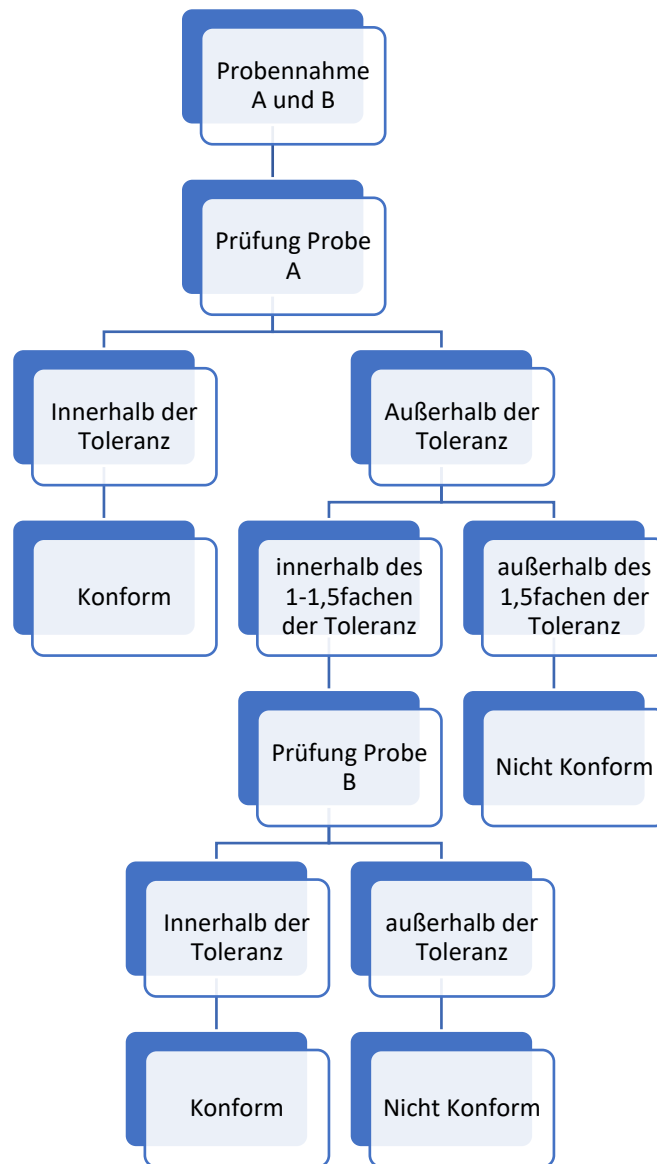 Probennahme
A und B
Prüfung Probe
A
Innerhalb der
Toleranz
Außerhalb der
Toleranz
Konform
innerhalb des
1-1,5fachen
der Toleranz
außerhalb des
1,5fachen der
Toleranz
Prüfung Probe
B
Nicht Konform
Innerhalb der
Toleranz
außerhalb der
Toleranz
Konform
Nicht Konform